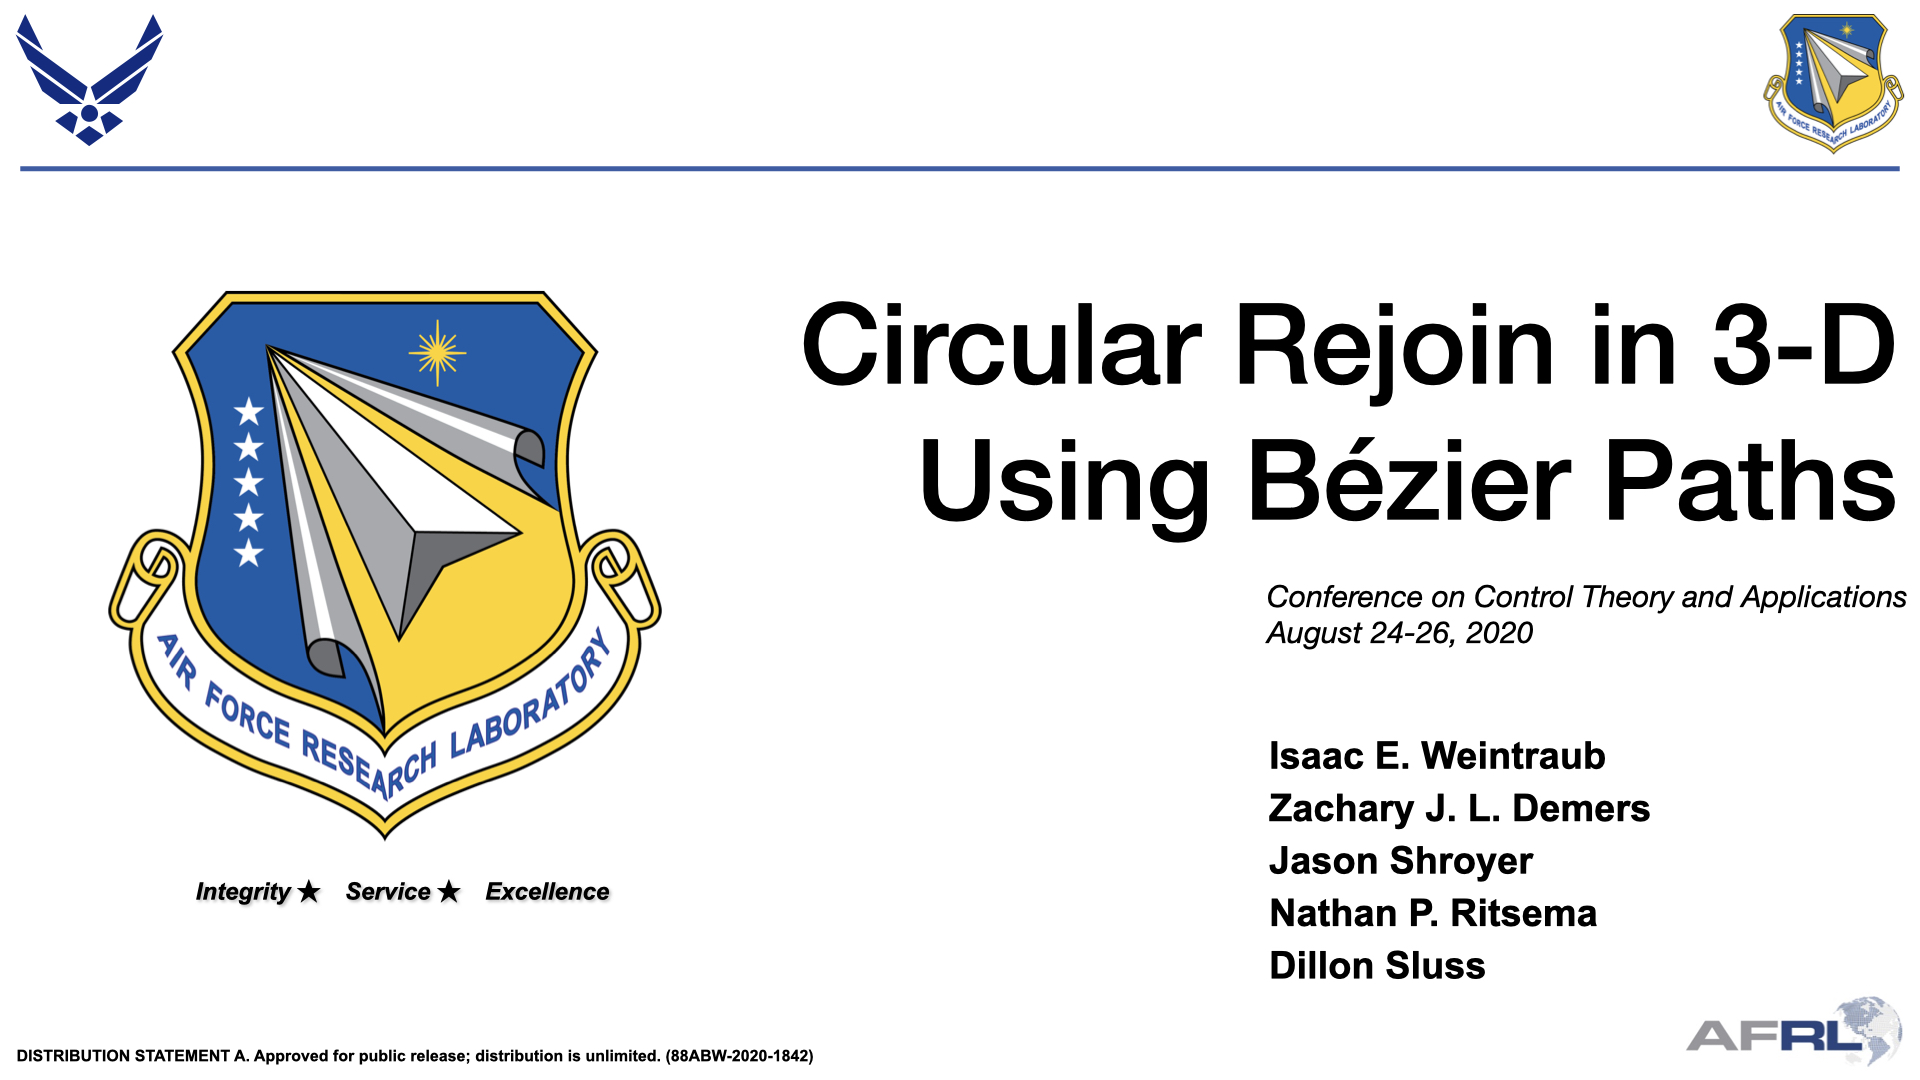 AIR FORCE RESEARCH LABORATORY
Circular Rejoin in 3-D
Using Bézier Paths
Conference on Control Theory and Applications
August 24-26, 2020
AIR FORCE RESEARCH LABORATORY
Isaac E. Weintraub
Zachary J. L. Demers
Jason Shroyer
Nathan P. Ritsema
Dillon Sluss
Integrity★ Service★ Excellence
AFRL
DISTRIBUTION STATEMENT A. Approved for public release; distribution is unlimited. (88ABW-2020-1842)